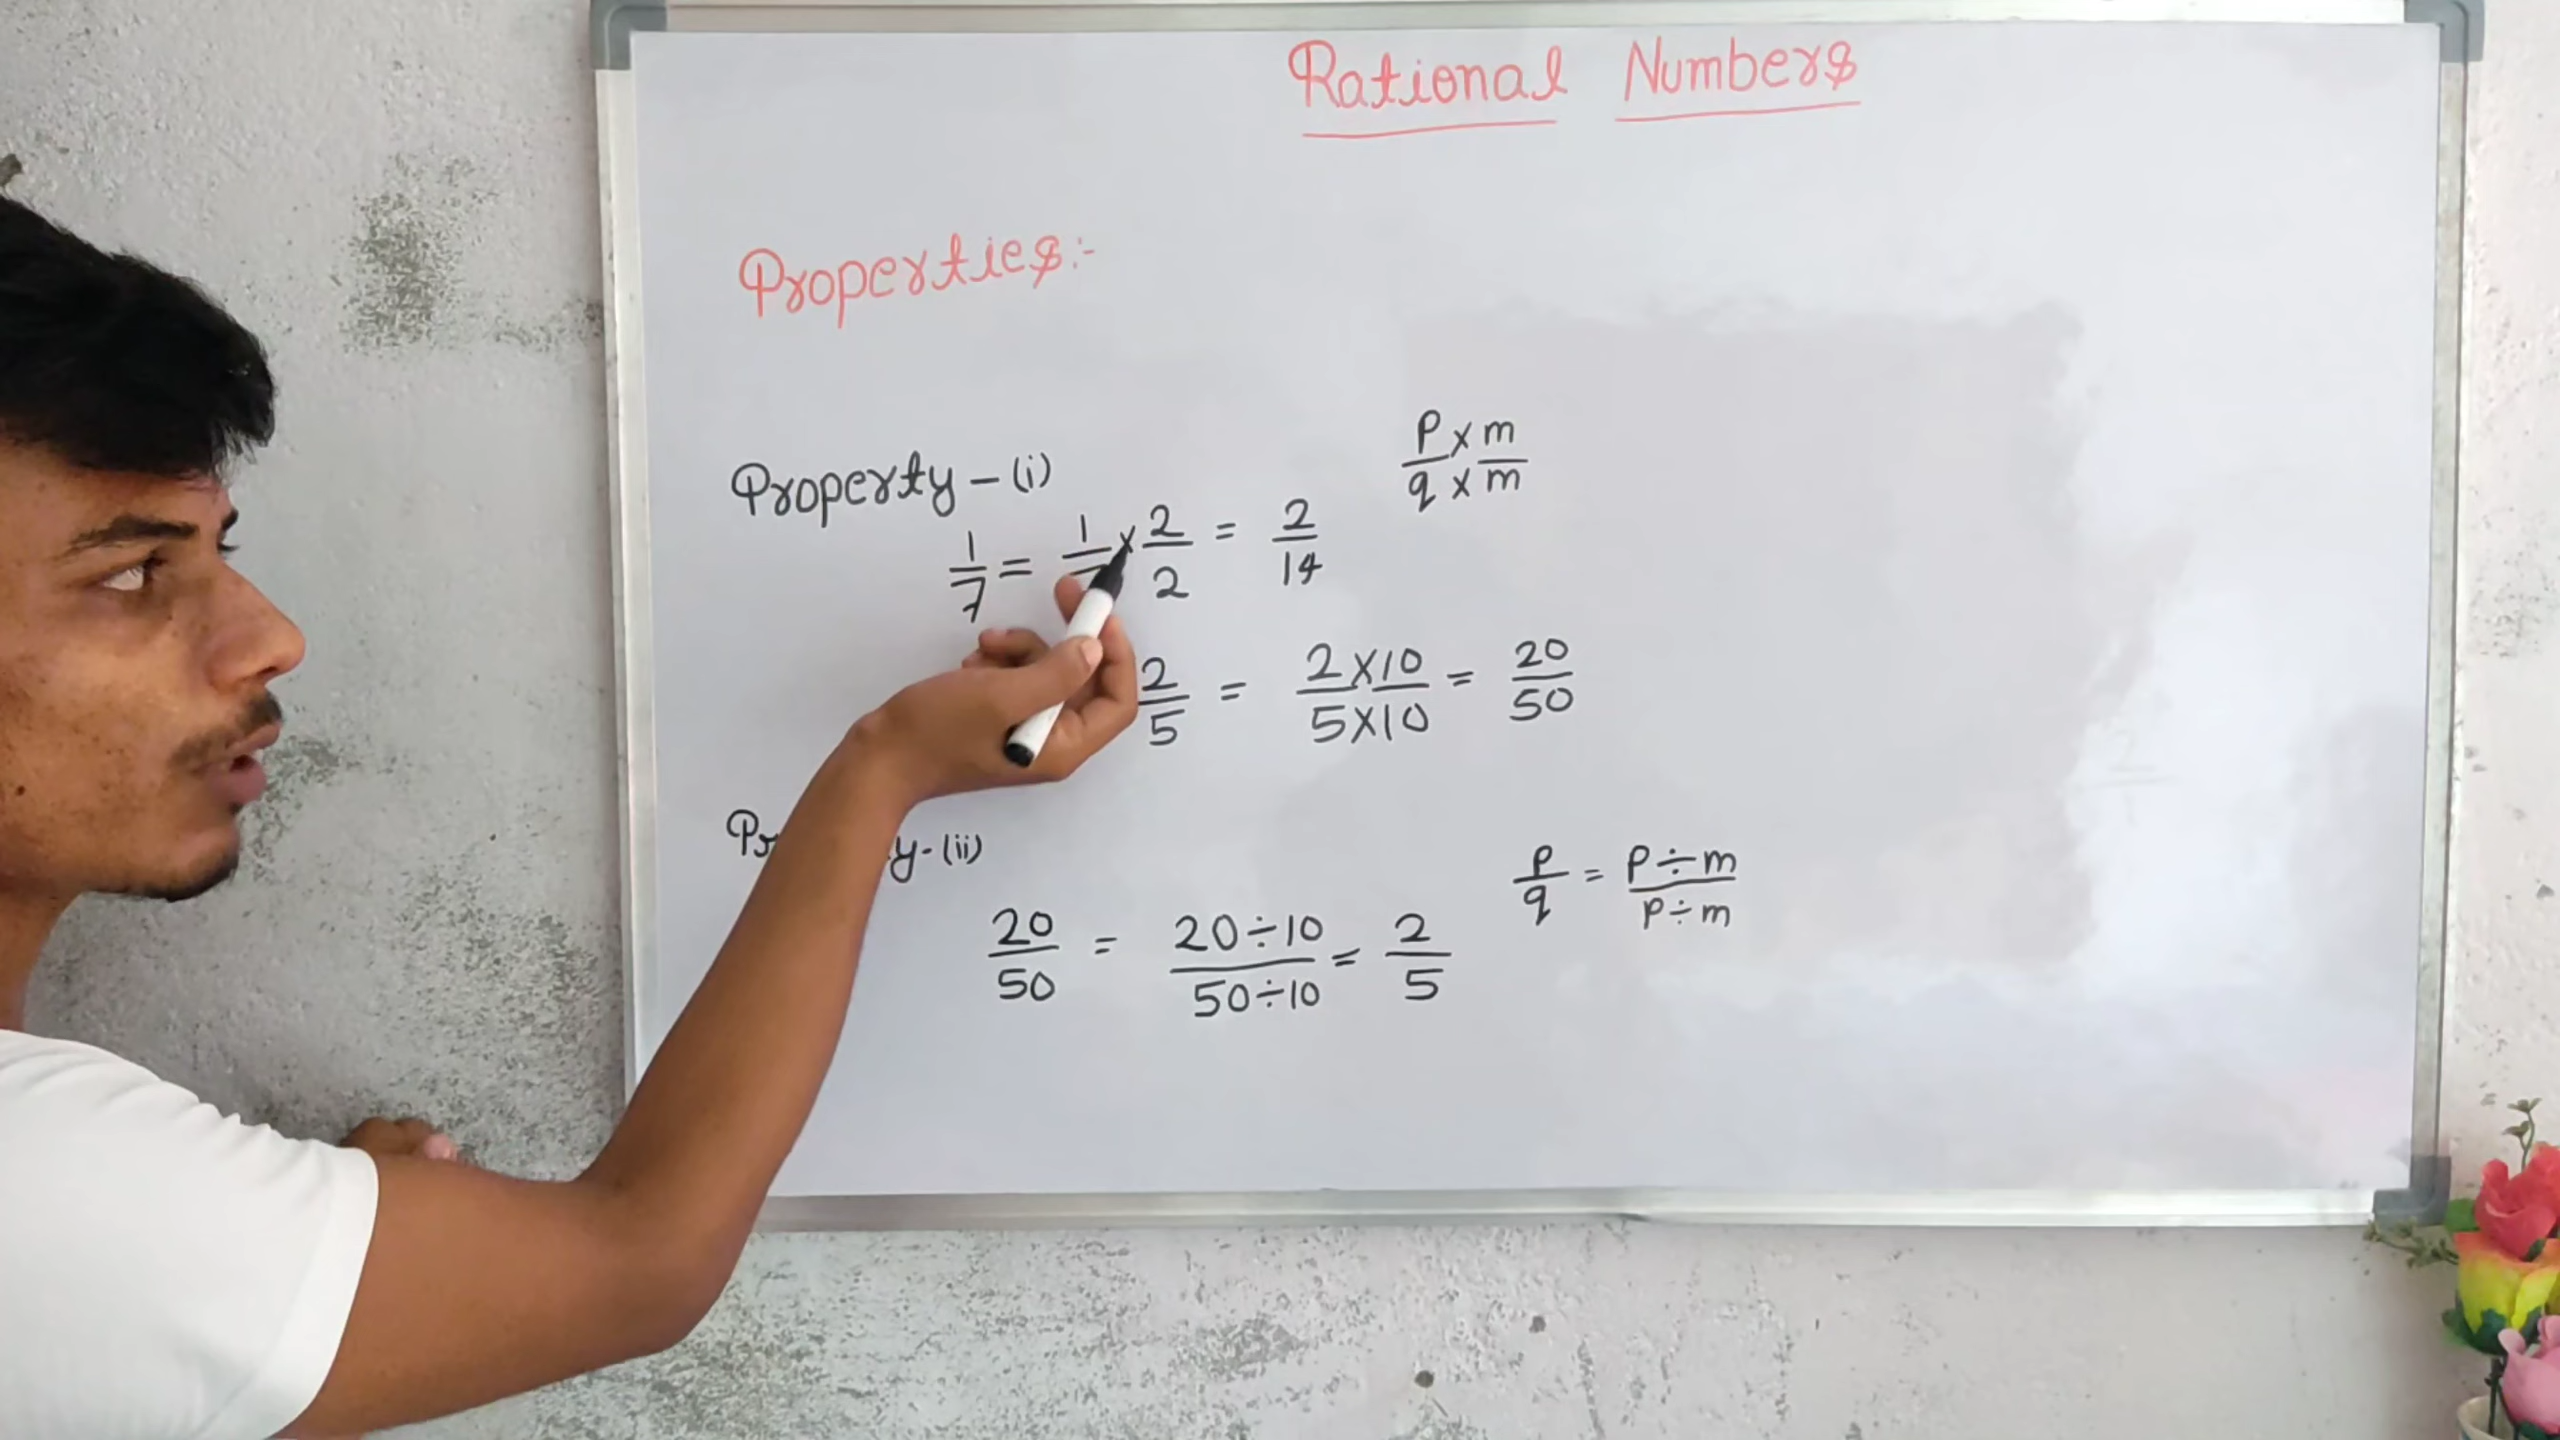 Rational Numbers
Properties:-
Property-(i)
p×m
q×m
1/7 = 1/ × 2/2 = 2/14
2/5 = 2×10/5×10 = 20/50
-(ii)
p/q = p÷m/p÷m
20/50 = 20÷10/50÷10 = 2/5